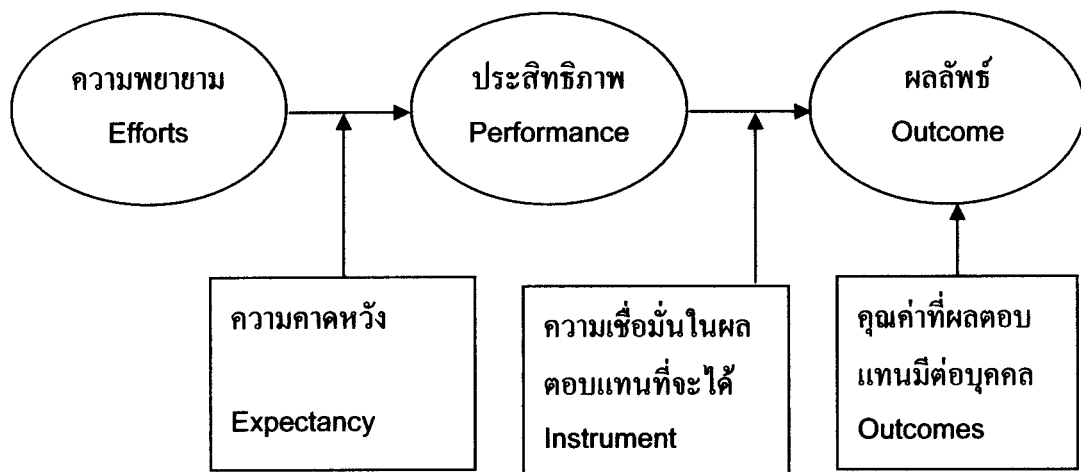 ความพยายาม
Efforts
ประสิทธิภาพ
Performance
ผลลัพธ์
Outcome
ความคาดหวัง
Expectancy
ความเชื่อมั่นในผล
ตอบแทนที่จะได้
Instrument
คุณค่าที่ผลตอบ
แทนมีต่อบุคคล
Outcomes